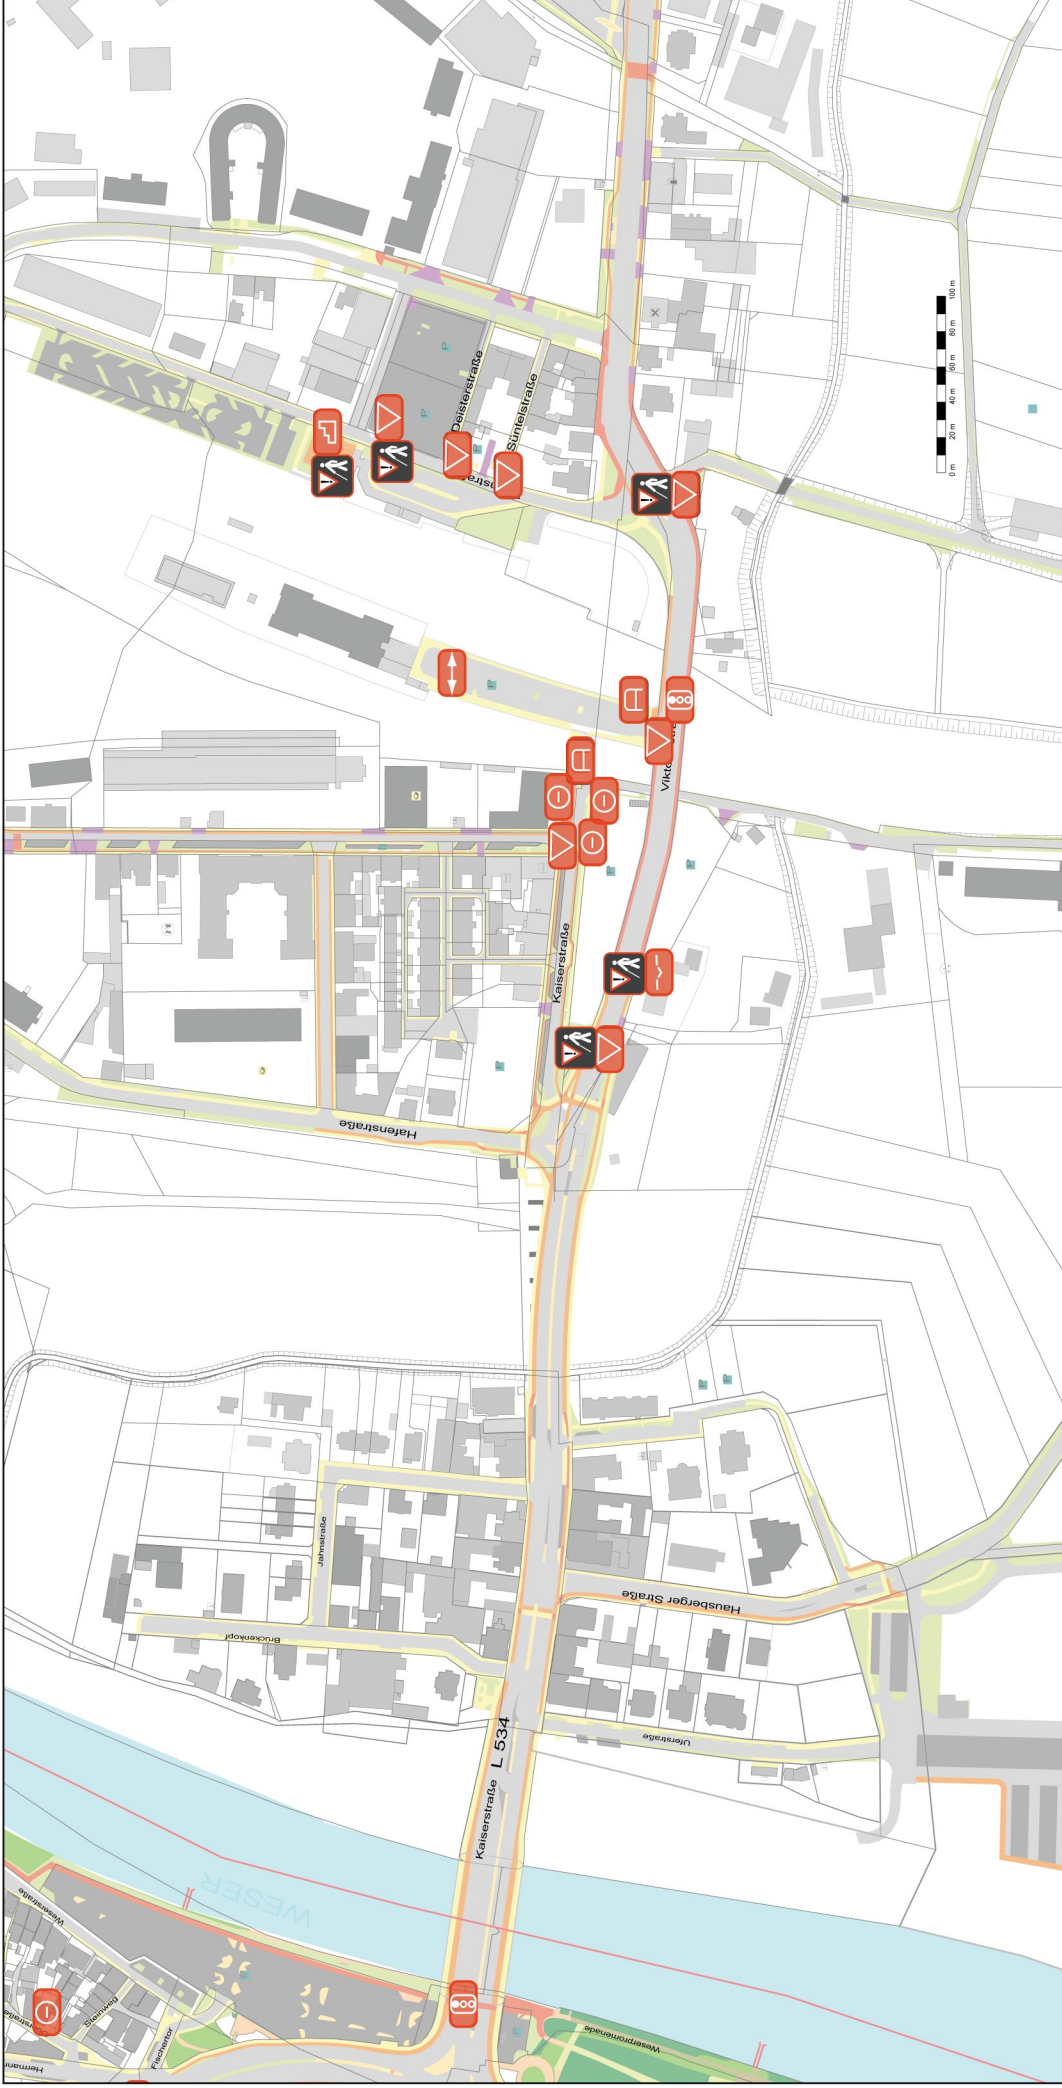 100 m
80 m
60 m
40 m
20 m
0 m
Deisterstraße
Süntelstraße
Kaiserstraße
Hafenstraße
Jahnstraße
Brückenkopf
Hausberger Straße
Uferstraße
L 534
Kaiserstraße
WESER
Weserstraße
Steinweg
Fischertor
Hermann
Weserpromenade